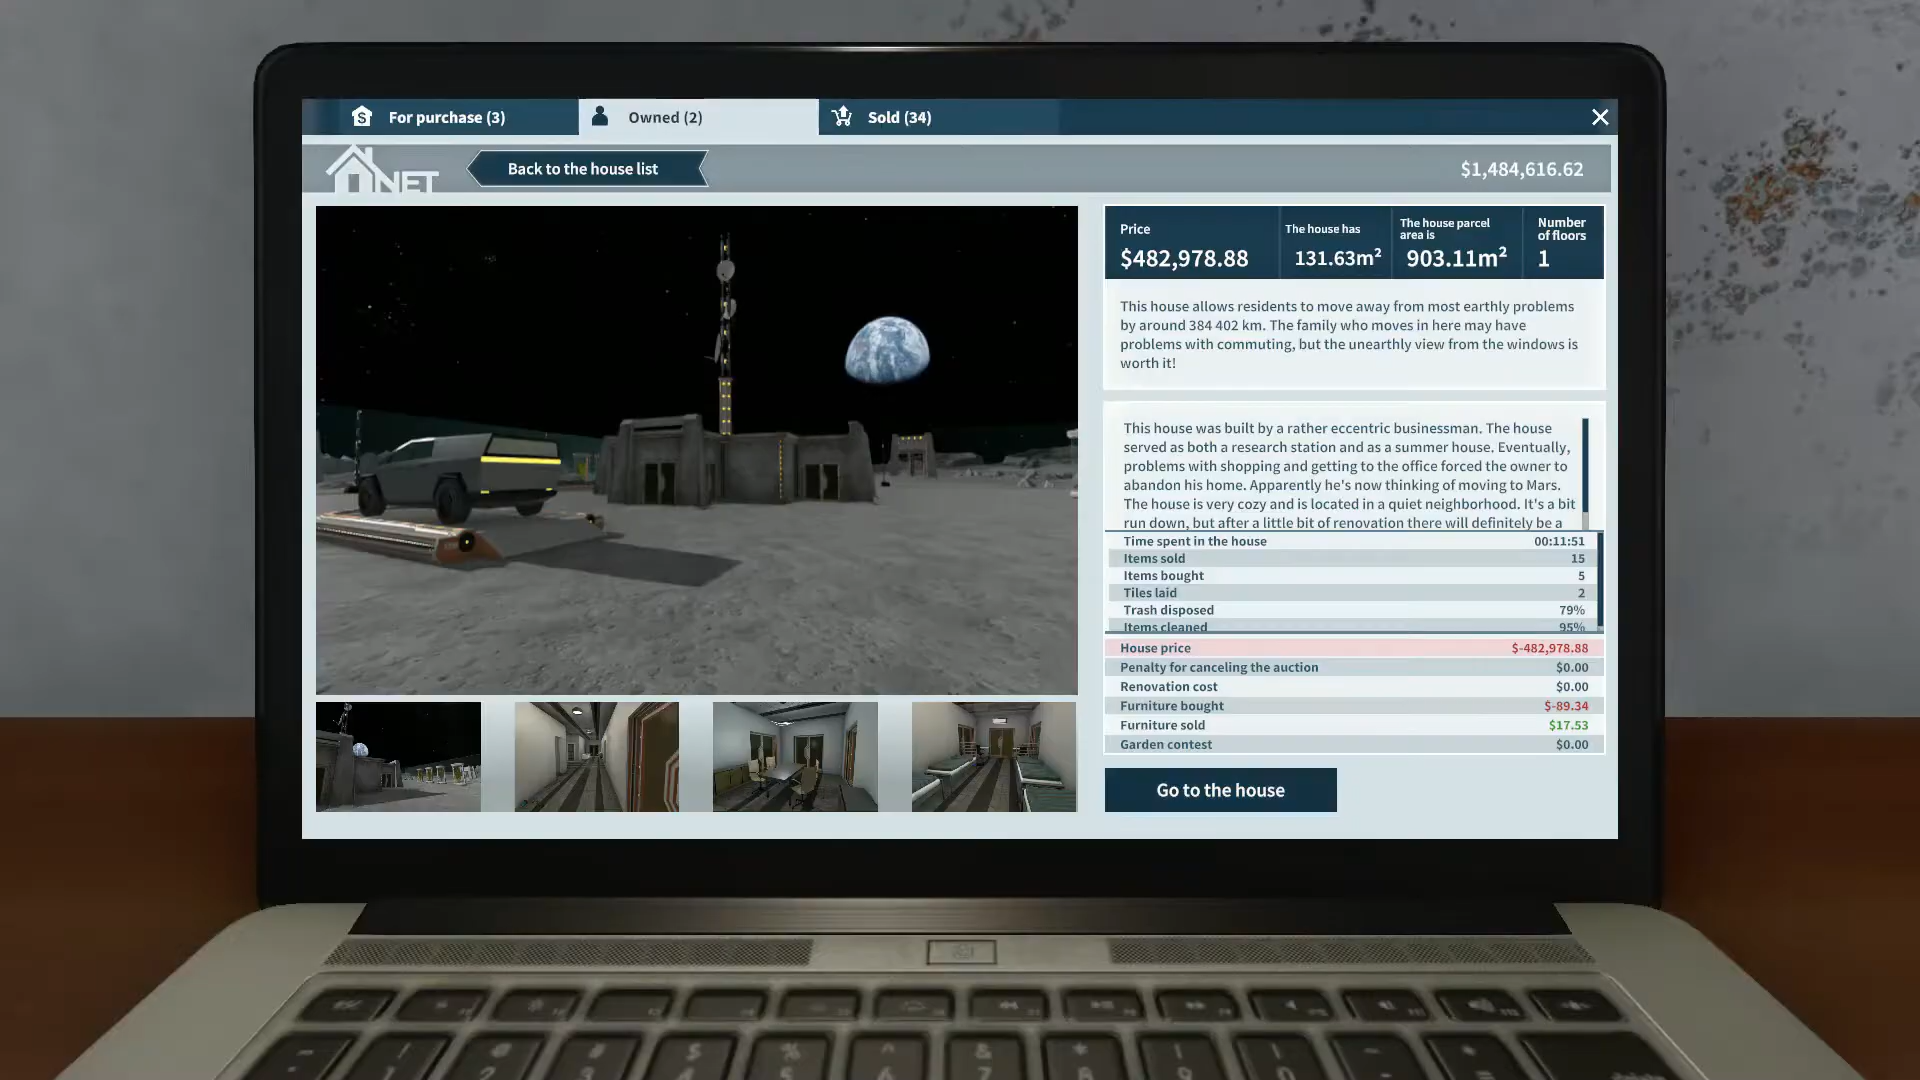 For purchase (3)
Owned (2)
Sold (34)
NET
Back to the house list
$1,484,616.62
Price
$482,978.88
The house has
131.63m²
The house parcel
area is
903.11m²
Number
of floors
1
This house allows residents to move away from most earthly problems
by around 384 402 km. The family who moves in here may have
problems with commuting, but the unearthly view from the windows is
worth it!
This house was built by a rather eccentric businessman. The house
served as both a research station and as a summer house. Eventually,
problems with shopping and getting to the office forced the owner to
abandon his home. Apparently he's now thinking of moving to Mars.
The house is very cozy and is located in a quiet neighborhood. It's a bit
run down, but after a little bit of renovation there will definitely be a
Time spent in the house 00:11:51
Items sold 15
Items bought 5
Tiles laid 2
Trash disposed 79%
Items cleaned 95%
House price $-482,978.88
Penalty for canceling the auction $0.00
Renovation cost $0.00
Furniture bought $-89.34
Furniture sold $17.53
Garden contest $0.00
Go to the house